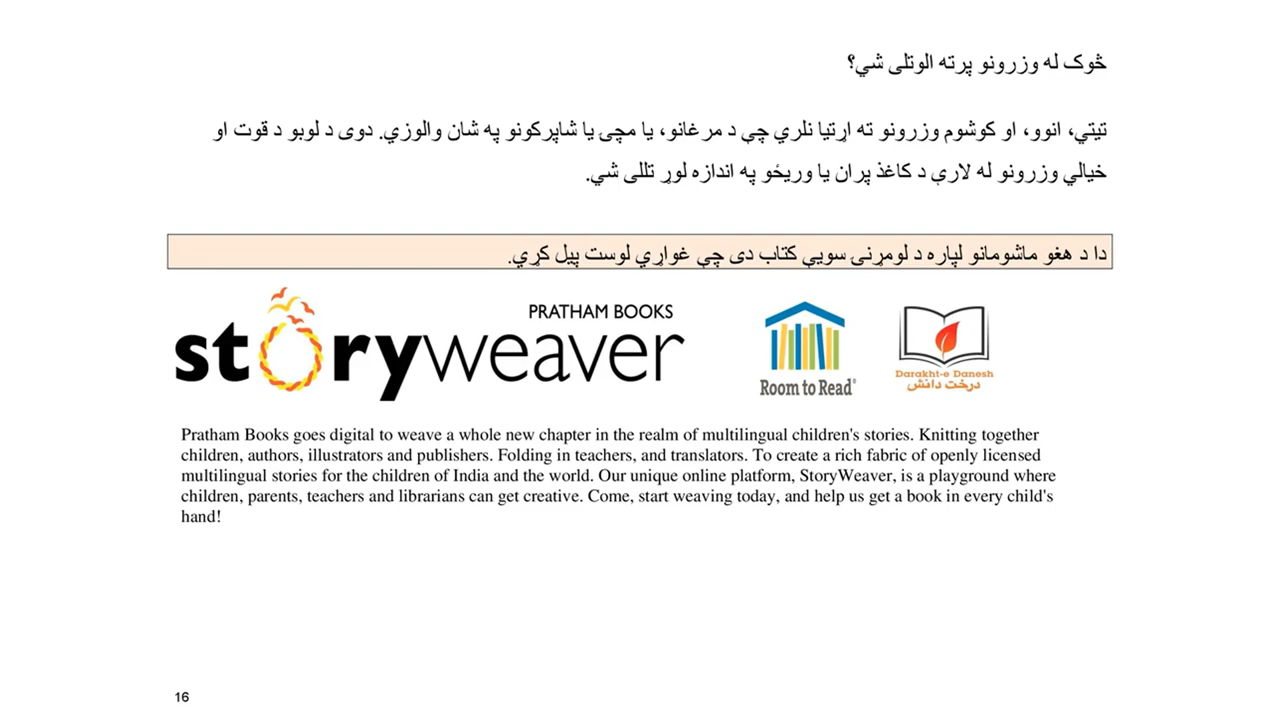 څوک له وزرونو پرته الوتلی شي؟
تيتي، انوو، او کوشوم وزرونو ته اړتیا نلري چې د مرغانو، یا مچۍ یا شاپرکونو په شان والوزي. دوی د لوبو د قوت او
خیالي وزرونو له لارې د کاغذ پران یا وریځو په اندازه لوړ تللی شي.
دا د هغو ماشومانو لپاره د لومړنۍ سویې کتاب دی چې غواړي لوست پیل کړي.
PRATHAM BOOKS
storyweaver
Room to Read®
Darakht-e Danesh
درخت دانش
Pratham Books goes digital to weave a whole new chapter in the realm of multilingual children's stories. Knitting together
children, authors, illustrators and publishers. Folding in teachers, and translators. To create a rich fabric of openly licensed
multilingual stories for the children of India and the world. Our unique online platform, StoryWeaver, is a playground where
children, parents, teachers and librarians can get creative. Come, start weaving today, and help us get a book in every child's
hand!
16